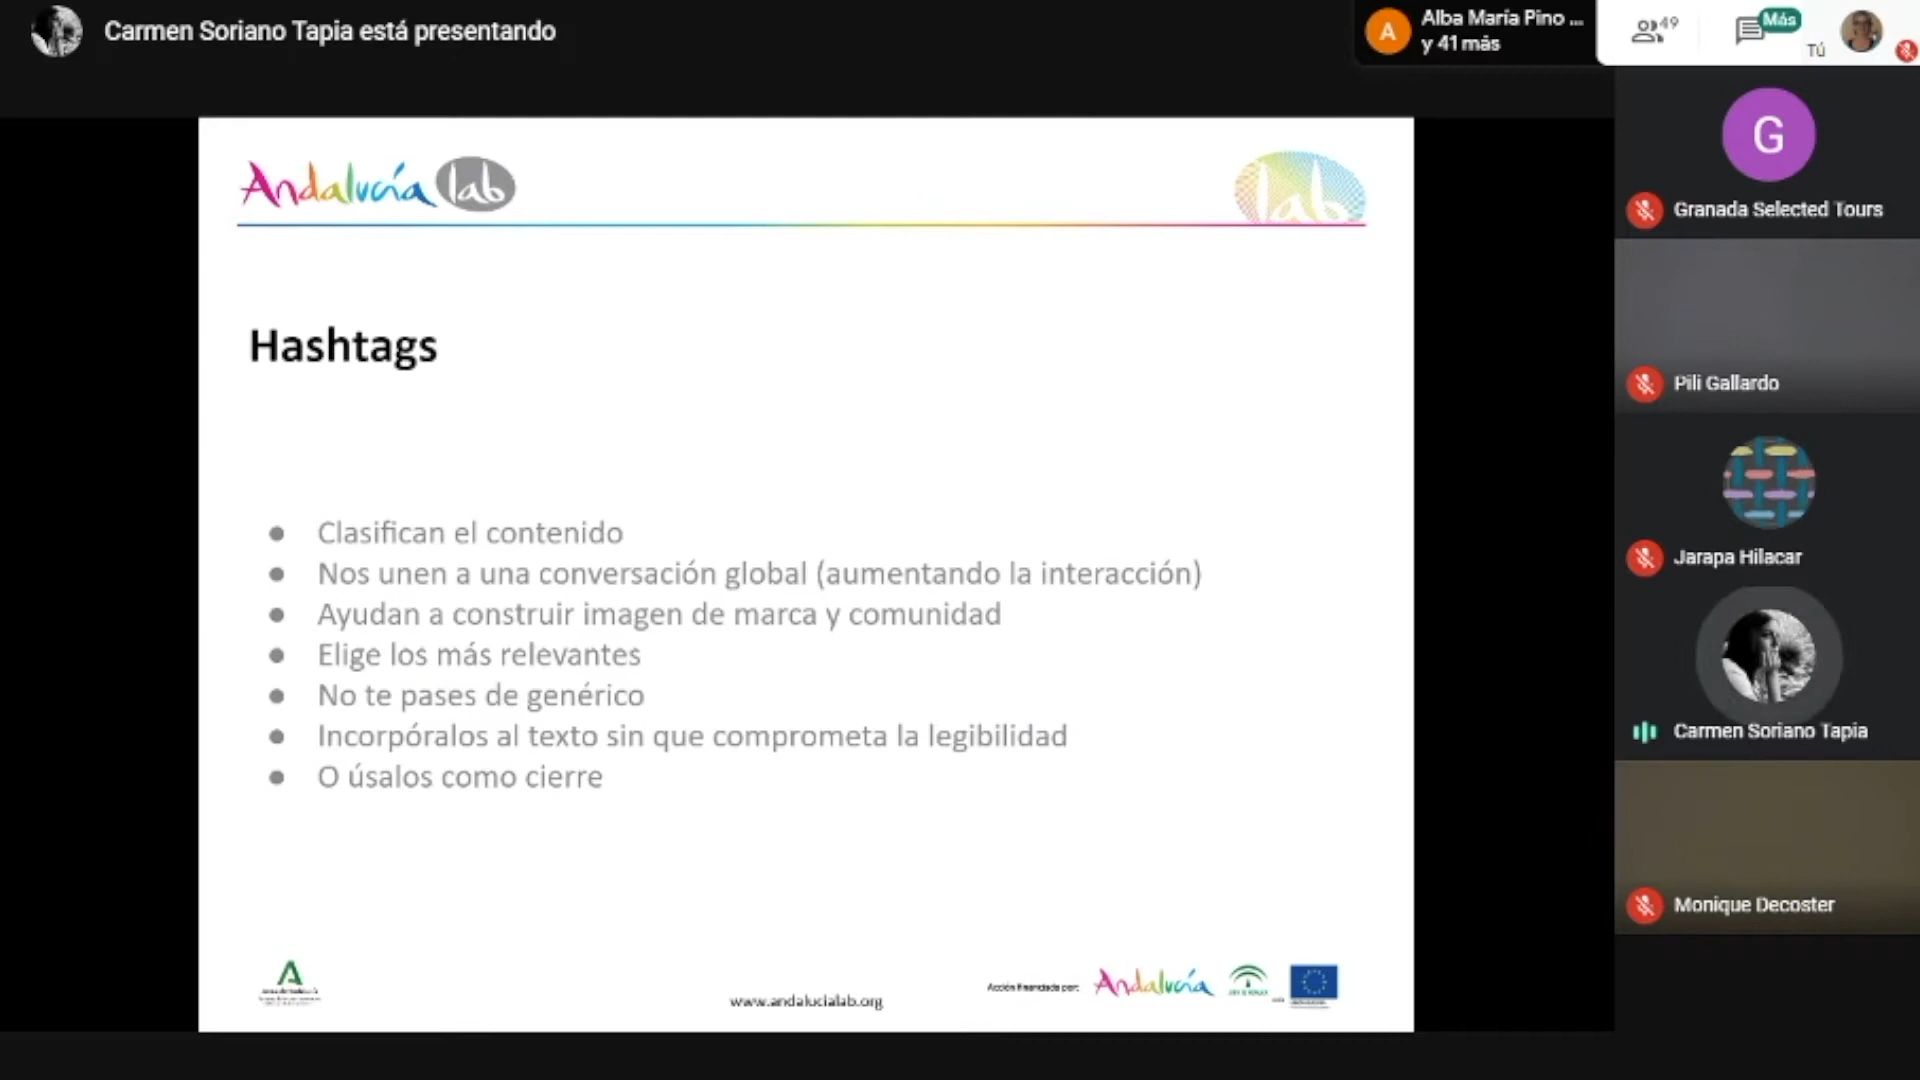 Carmen Soriano Tapia está presentando
A
Alba Maria Pino ...
y 41 más
49
Más
Tú
Andalucía lab
lab
G
Granada Selected Tours
Hashtags
Pili Gallardo
Clasifican el contenido
Nos unen a una conversación global (aumentando la interacción)
Ayudan a construir imagen de marca y comunidad
Elige los más relevantes
No te pases de genérico
Incorpóralos al texto sin que comprometa la legibilidad
O úsalos como cierre
Jarapa Hilacar
Carmen Soriano Tapia
Monique Decoster
www.andalucialab.org
Acción financiada por:
Andalucía